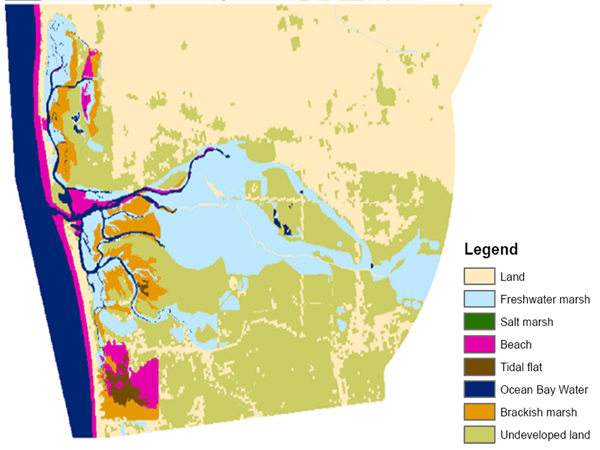 Legend
Land
Freshwater marsh
Salt marsh
Beach
Tidal flat
Ocean Bay Water
Brackish marsh
Undeveloped land